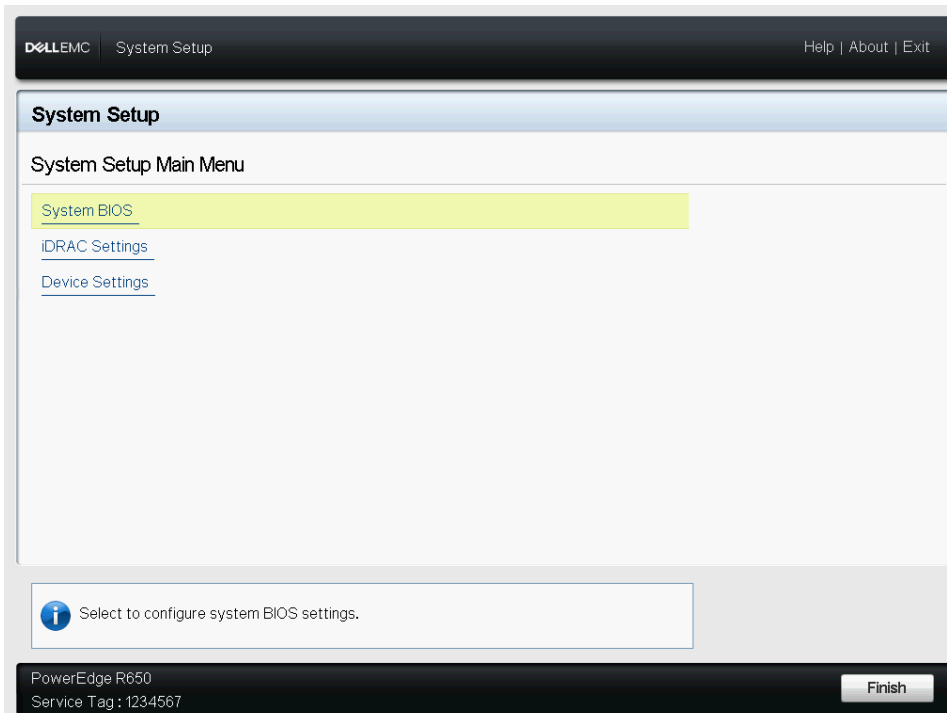 DELLEMC System Setup Help | About | Exit
System Setup
System Setup Main Menu
System BIOS
iDRAC Settings
Device Settings
Select to configure system BIOS settings.
PowerEdge R650
Service Tag : 1234567
Finish